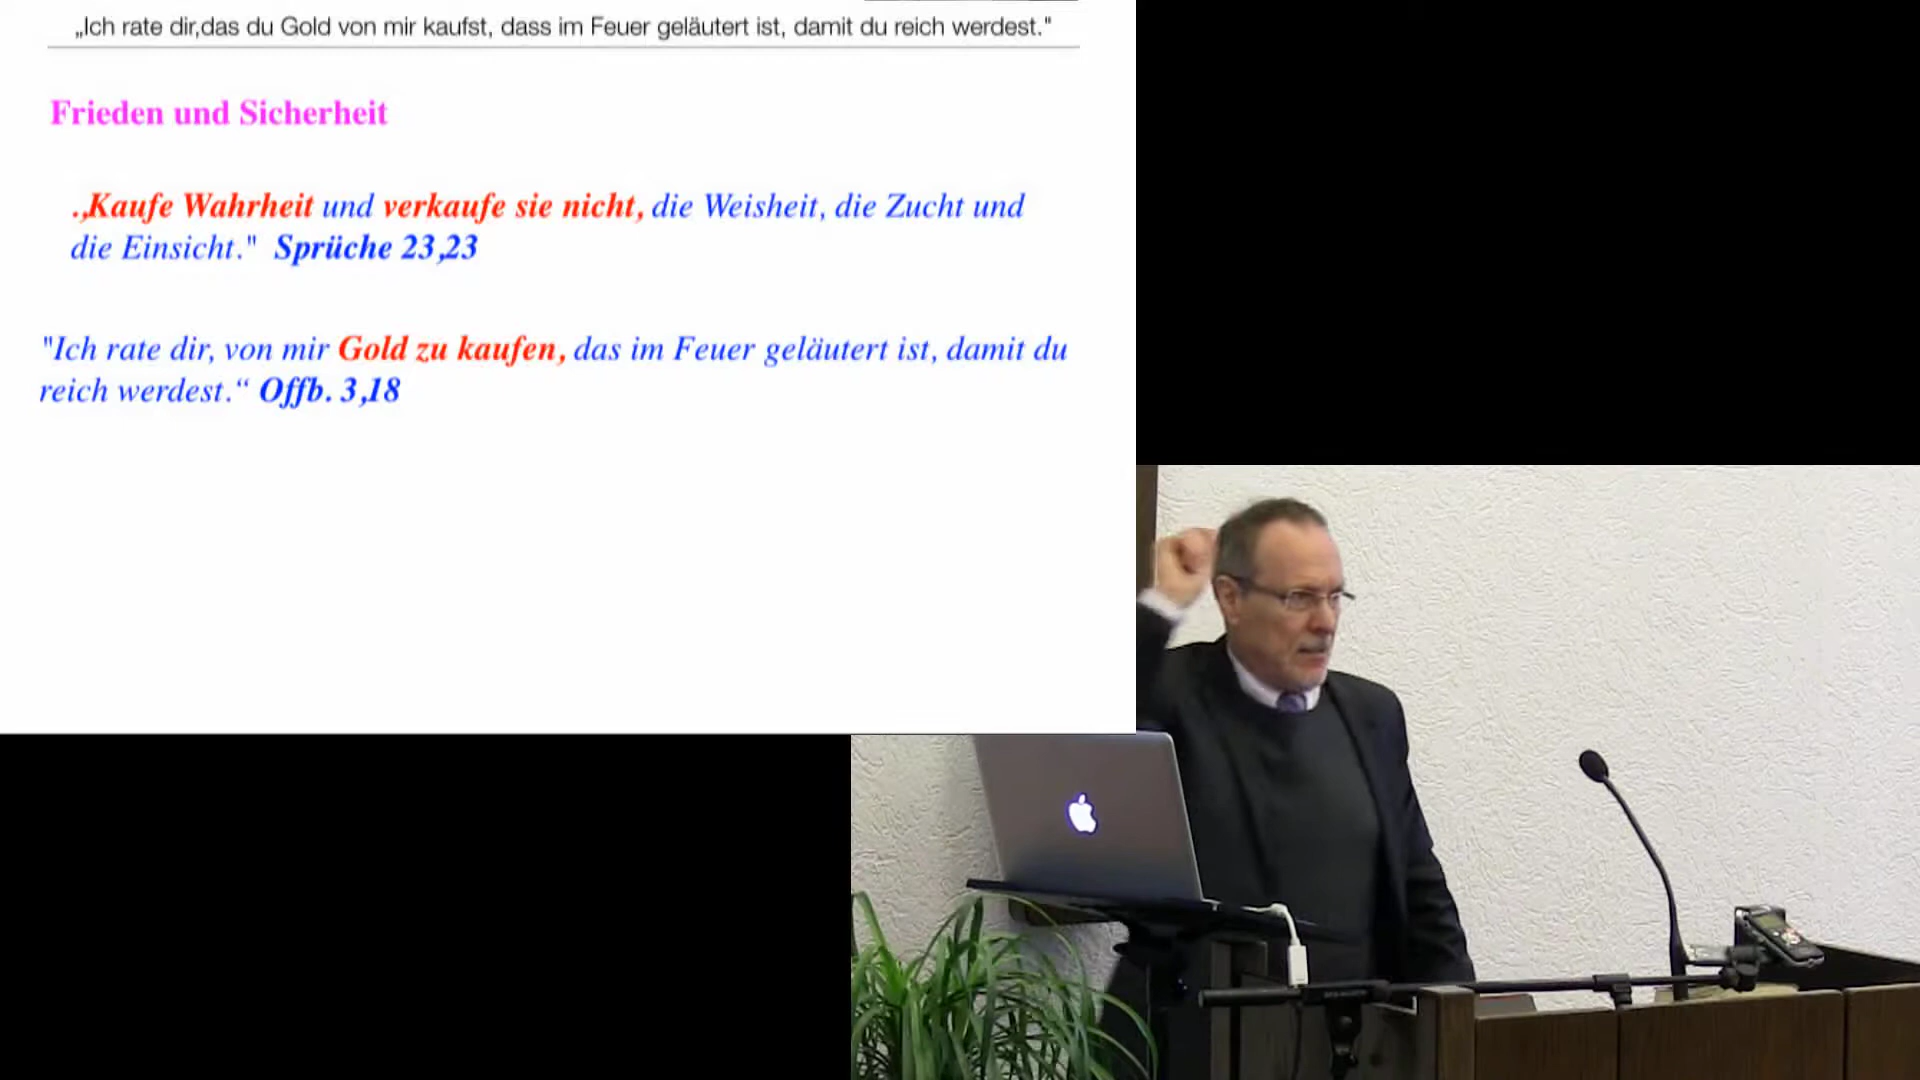 „Ich rate dir,das du Gold von mir kaufst, dass im Feuer geläutert ist, damit du reich werdest."
Frieden und Sicherheit
.„Kaufe Wahrheit und verkaufe sie nicht, die Weisheit, die Zucht und
die Einsicht." Sprüche 23,23
"Ich rate dir, von mir Gold zu kaufen, das im Feuer geläutert ist, damit du
reich werdest.“ Offb. 3,18